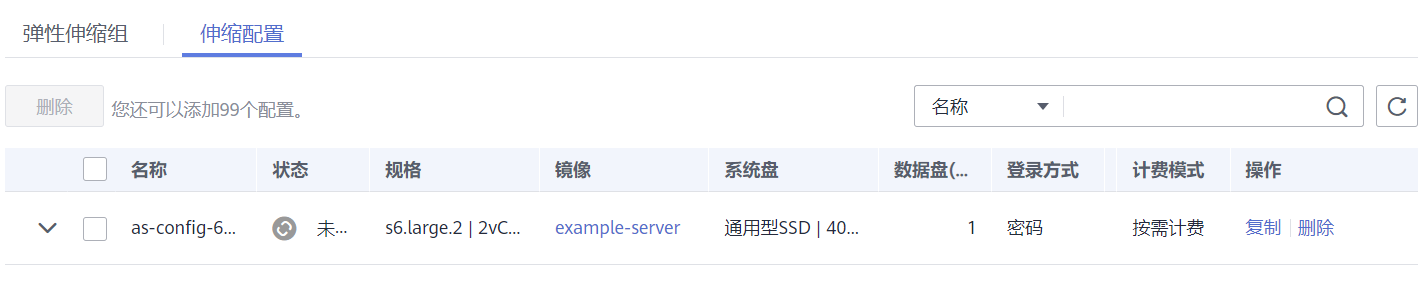 弹性伸缩组 伸缩配置
删除 您还可以添加99个配置。 名称
名称 状态 规格 镜像 系统盘 数据盘(... 登录方式 计费模式 操作
as-config-6... 未... s6.large.2 | 2vC... example-server 通用型SSD | 40... 1 密码 按需计费 复制 删除